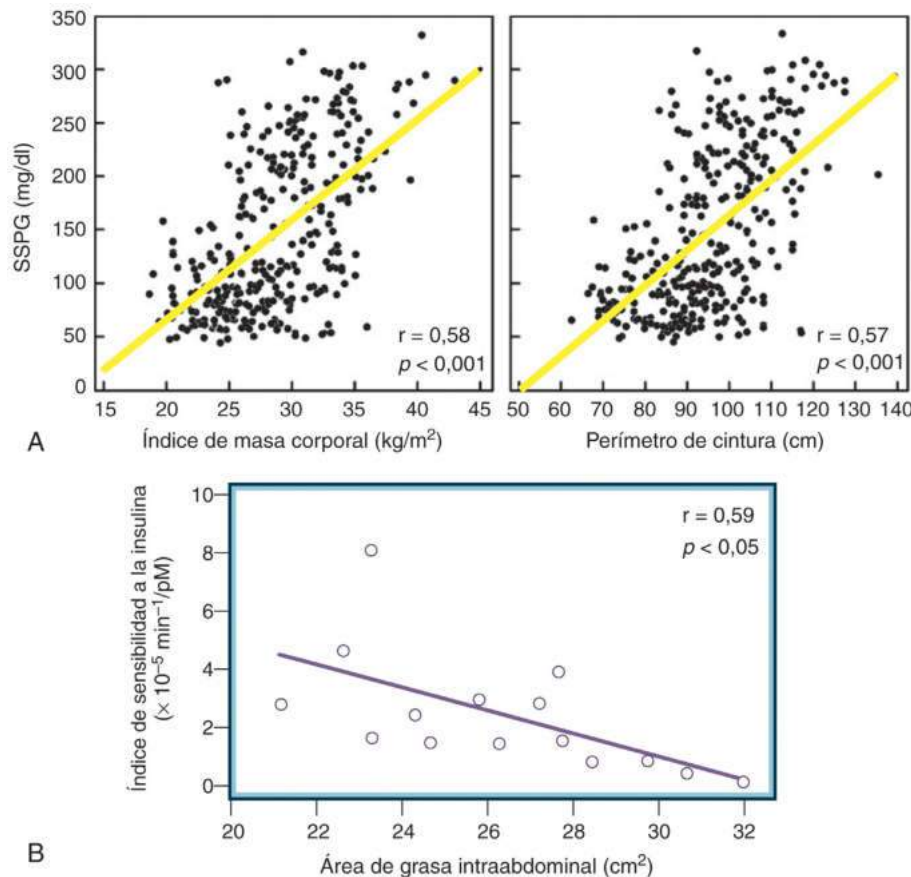 350
300
250
200
150
100
50
0
SSPG (mg/dl)
r = 0,58
p < 0,001
15 20 25 30 35 40 45
Índice de masa corporal (kg/m²)
r = 0,57
p < 0,001
50 60 70 80 90 100 110 120 130 140
Perímetro de cintura (cm)
A
Índice de sensibilidad a la insulina
(× 10⁻⁵ min⁻¹/pM)
10
8
6
4
2
0
r = 0,59
p < 0,05
20 22 24 26 28 30 32
Área de grasa intraabdominal (cm²)
B